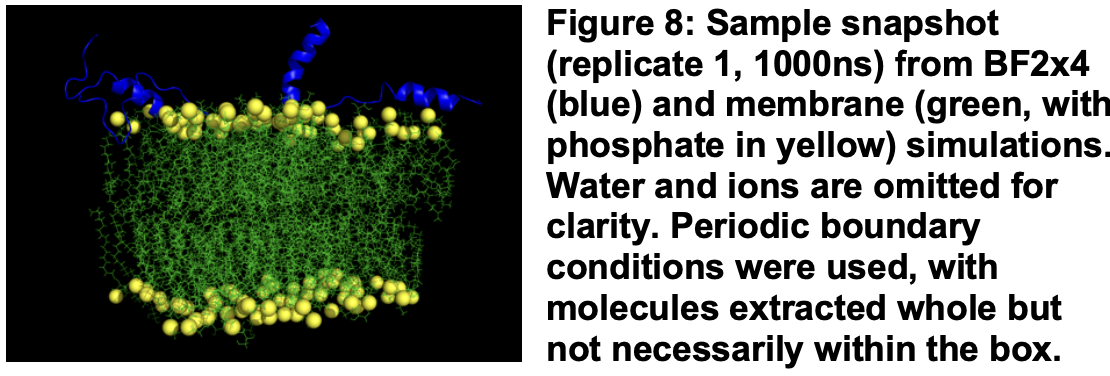 Figure 8: Sample snapshot
(replicate 1, 1000ns) from BF2x4
(blue) and membrane (green, with
phosphate in yellow) simulations.
Water and ions are omitted for
clarity. Periodic boundary
conditions were used, with
molecules extracted whole but
not necessarily within the box.